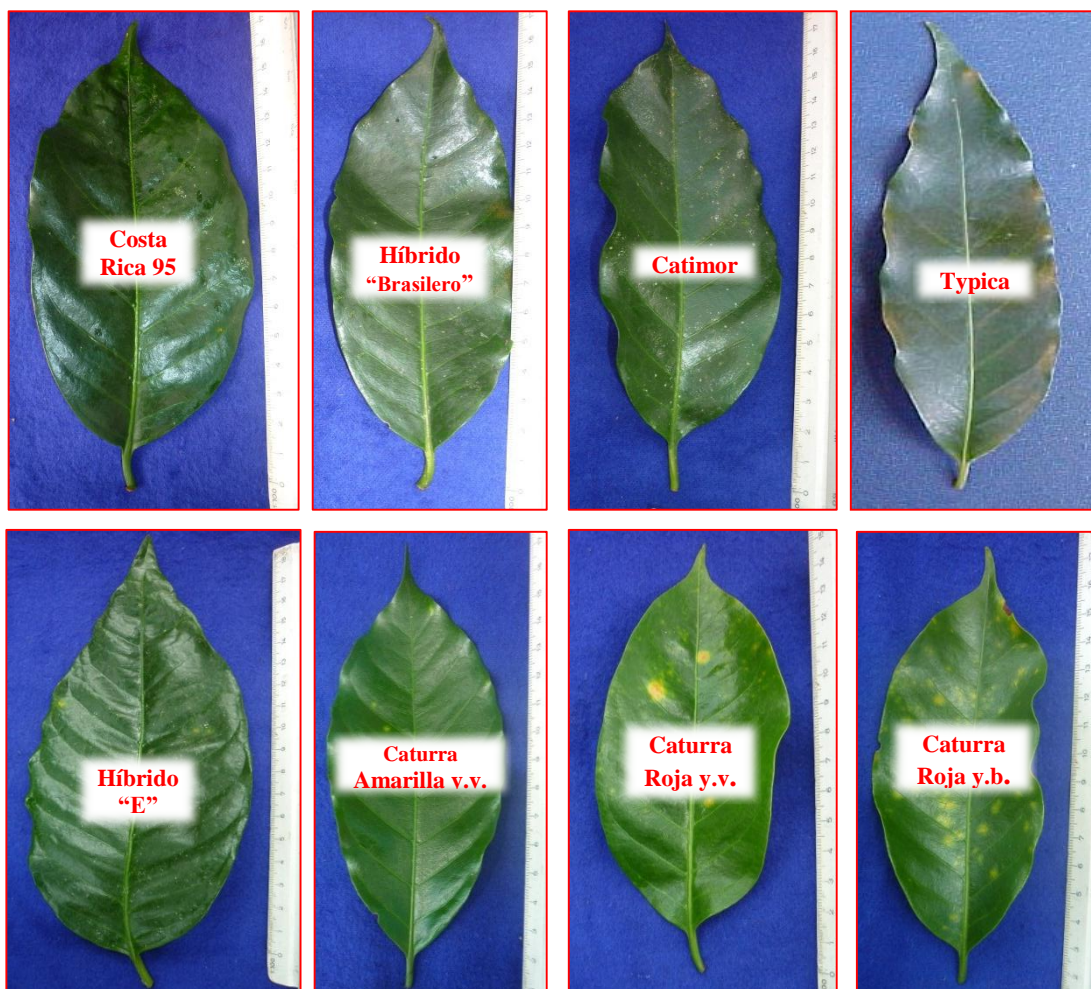 Costa
Rica 95
Híbrido
“Brasilero”
Catimor
Typica
Híbrido
“E”
Caturra
Amarilla v.v.
Caturra
Roja y.v.
Caturra
Roja y.b.